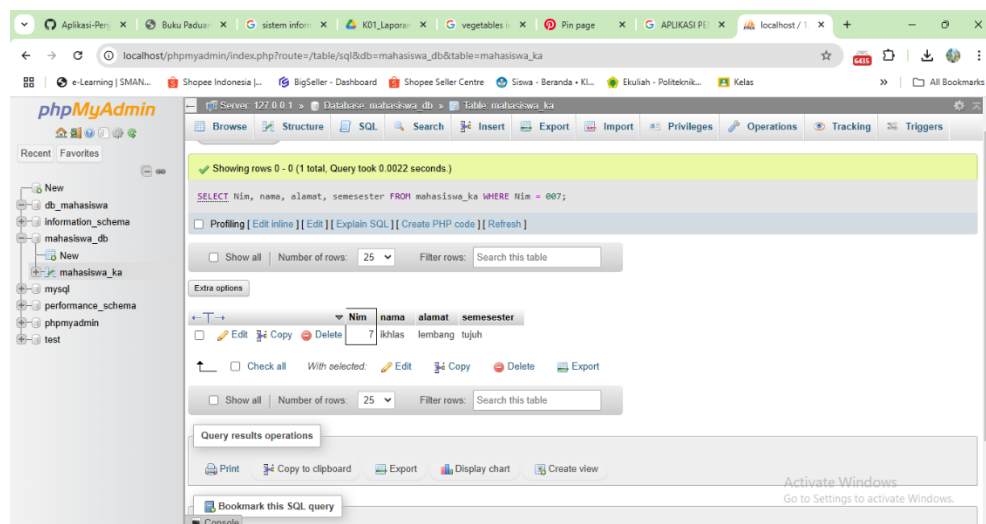 Aplikasi-Perp
Buku Paduan
sistem inform
K01_Laporan
vegetables i
Pin page
APLIKASI PE
localhost / 1
localhost/phpmyadmin/index.php?route=/table/sql&db=mahasiswa_db&table=mahasiswa_ka
e-Learning | SMAN...
Shopee Indonesia |...
BigSeller - Dashboard
Shopee Seller Centre
Siswa - Beranda • Kl...
Ekuliah - Politeknik...
Kelas
» All Bookmarks
phpMyAdmin
Recent Favorites
New
db_mahasiswa
information_schema
mahasiswa_db
New
mahasiswa_ka
mysql
performance_schema
phpmyadmin
test
Server: 127.0.0.1 » Database: mahasiswa_db » Table: mahasiswa_ka
Browse Structure SQL Search Insert Export Import Privileges Operations Tracking Triggers
Showing rows 0 - 0 (1 total, Query took 0.0022 seconds.)
SELECT Nim, nama, alamat, semesester FROM mahasiswa_ka WHERE Nim = 007;
Profiling [ Edit inline ] [ Edit ] [ Explain SQL ] [ Create PHP code ] [ Refresh ]
Show all | Number of rows: 25 Filter rows: Search this table
Extra options
Nim nama alamat semesester
Edit Copy Delete 7 ikhlas lembang tujuh
Check all With selected: Edit Copy Delete Export
Show all | Number of rows: 25 Filter rows: Search this table
Query results operations
Print Copy to clipboard Export Display chart Create view
Activate Windows
Go to Settings to activate Windows.
Bookmark this SQL query
Console